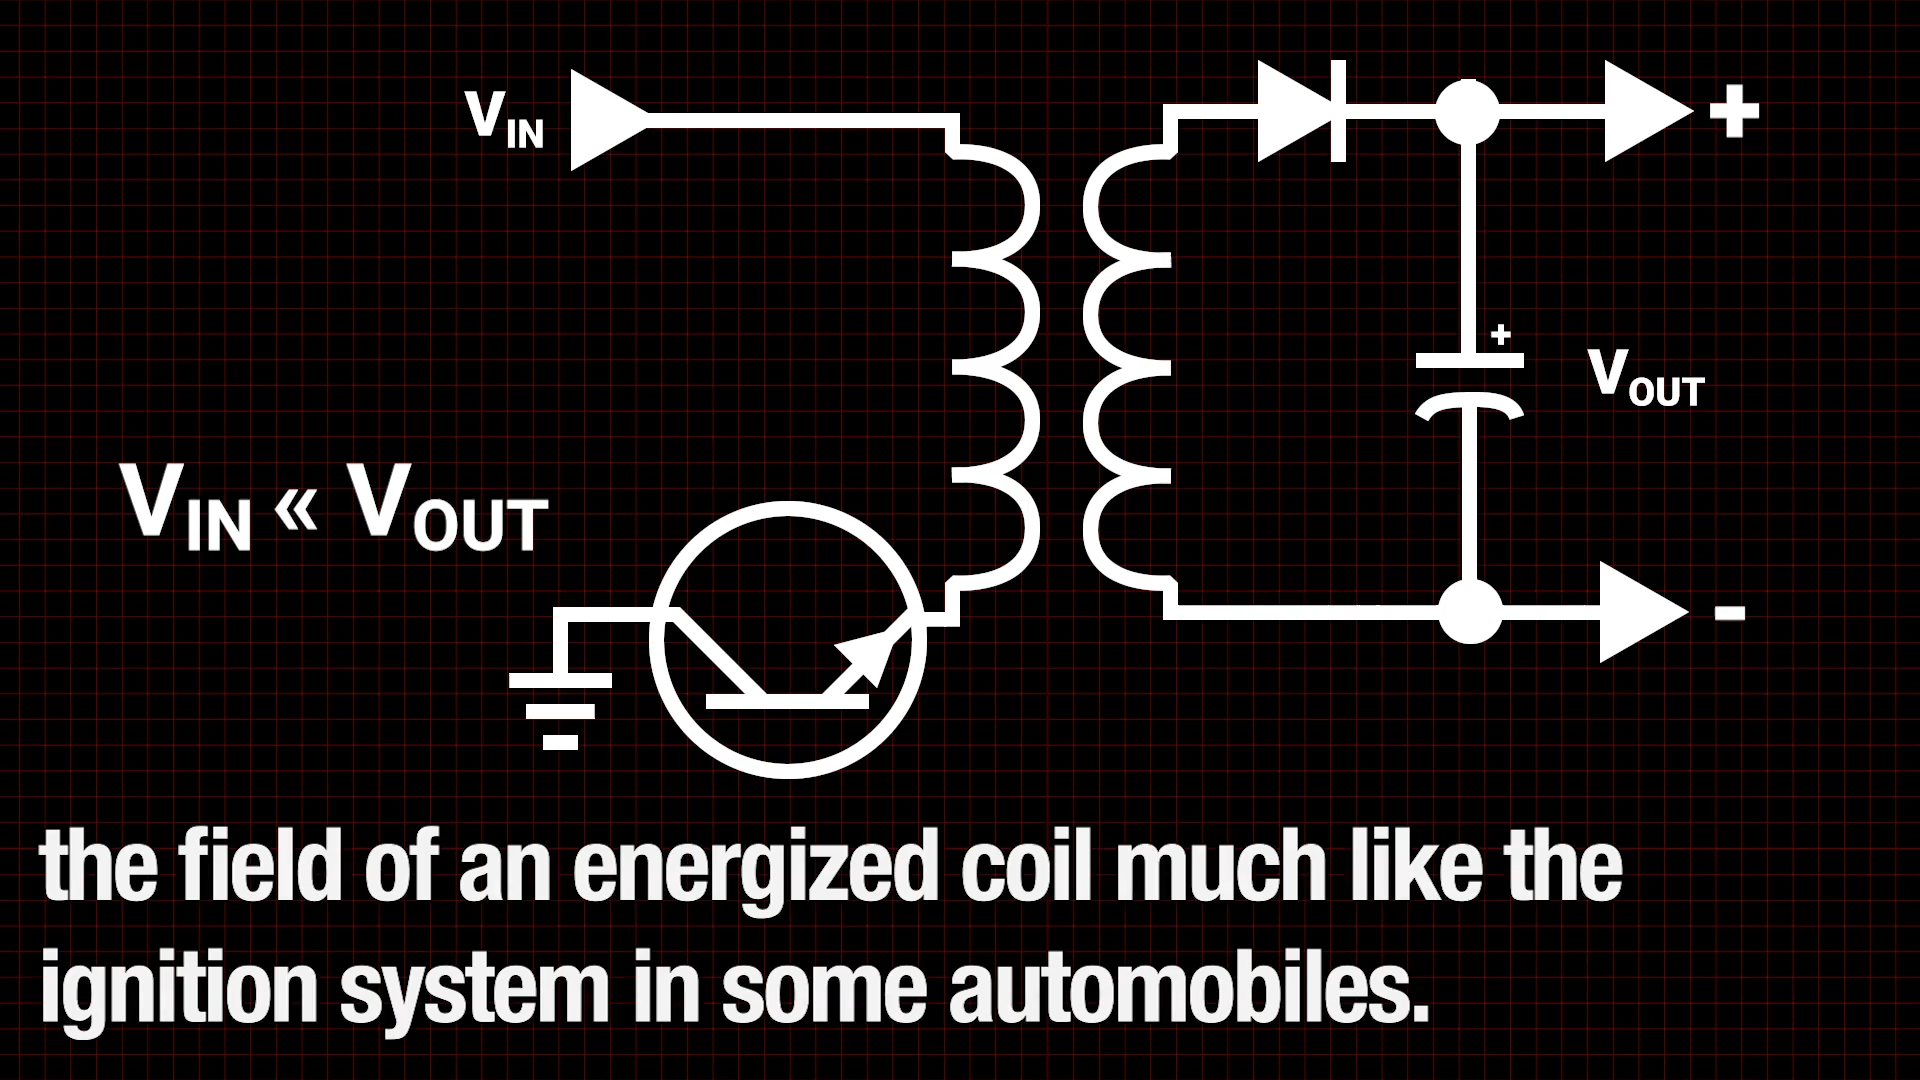 VIN
+
+
VOUT
VIN « VOUT
-
the field of an energized coil much like the
ignition system in some automobiles.